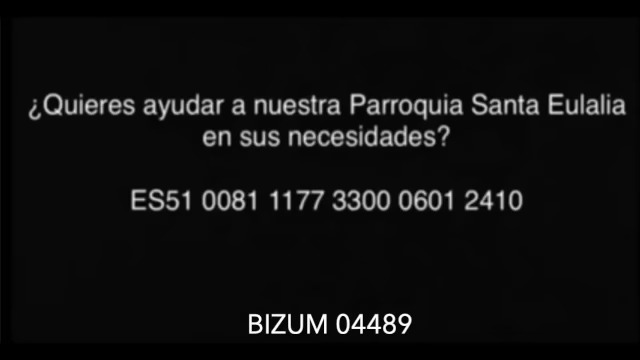 ¿Quieres ayudar a nuestra Parroquia Santa Eulalia
en sus necesidades?
ES51 0081 1177 3300 0601 2410
BIZUM 04489